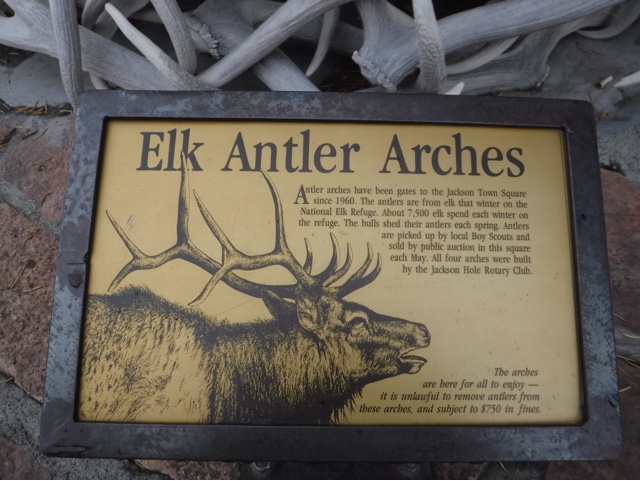 Elk Antler Arches
Antler arches have been gates to the Jackson Town Square
since 1960. The antlers are from elk that winter on the
National Elk Refuge. About 7,500 elk spend each winter on
the refuge. The bulls shed their antlers each spring. Antlers
are picked up by local Boy Scouts and
sold by public auction in this square
each May. All four arches were built
by the Jackson Hole Rotary Club.
The arches
are here for all to enjoy —
it is unlawful to remove antlers from
these arches, and subject to $750 in fines.